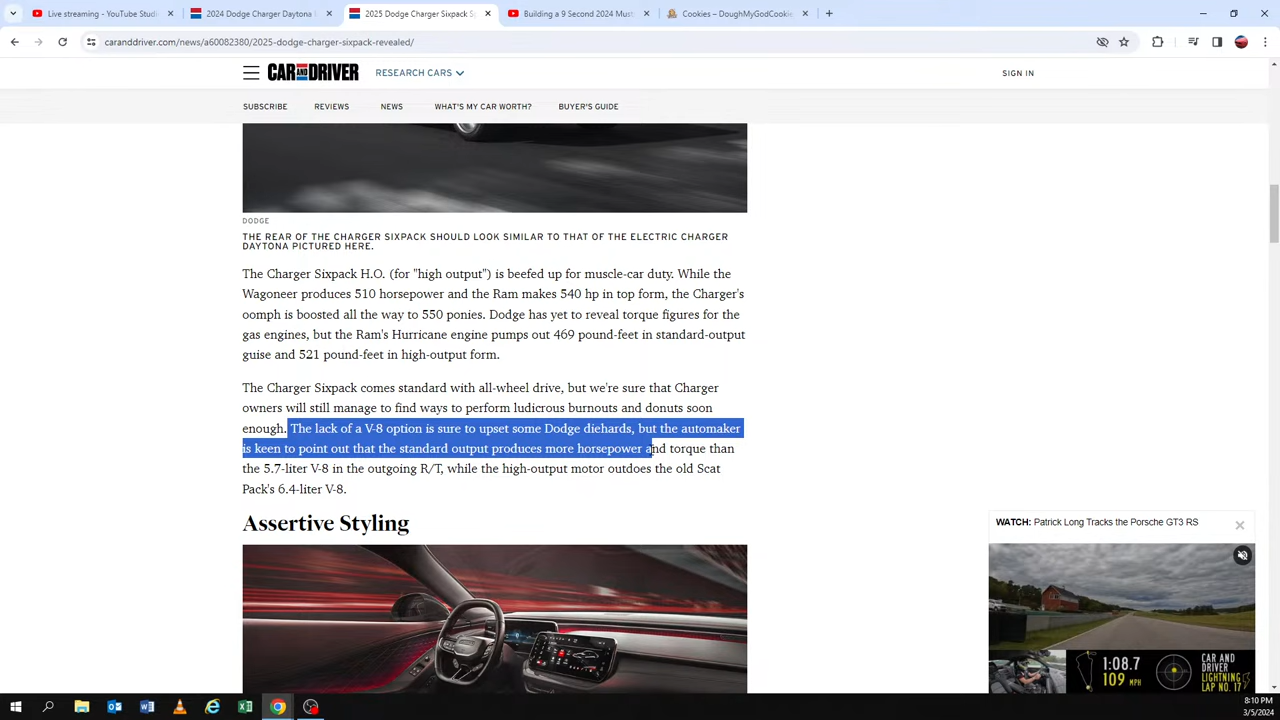 Live streaming - YouTube Studi
2024 Dodge Charger Daytona
2025 Dodge Charger Sixpack S
Building a 9 Second 2024 Must
Cookies – DoughMyGodCookie
caranddriver.com/news/a60082380/2025-dodge-charger-sixpack-revealed/
CAR AND DRIVER
RESEARCH CARS
SIGN IN
SUBSCRIBE
REVIEWS
NEWS
WHAT'S MY CAR WORTH?
BUYER'S GUIDE
DODGE
THE REAR OF THE CHARGER SIXPACK SHOULD LOOK SIMILAR TO THAT OF THE ELECTRIC CHARGER
DAYTONA PICTURED HERE.
The Charger Sixpack H.O. (for "high output") is beefed up for muscle-car duty. While the
Wagoneer produces 510 horsepower and the Ram makes 540 hp in top form, the Charger's
oomph is boosted all the way to 550 ponies. Dodge has yet to reveal torque figures for the
gas engines, but the Ram's Hurricane engine pumps out 469 pound-feet in standard-output
guise and 521 pound-feet in high-output form.
The Charger Sixpack comes standard with all-wheel drive, but we're sure that Charger
owners will still manage to find ways to perform ludicrous burnouts and donuts soon
enough. The lack of a V-8 option is sure to upset some Dodge diehards, but the automaker
is keen to point out that the standard output produces more horsepower and torque than
the 5.7-liter V-8 in the outgoing R/T, while the high-output motor outdoes the old Scat
Pack's 6.4-liter V-8.
Assertive Styling
WATCH: Patrick Long Tracks the Porsche GT3 RS
1:08.7
109 MPH
CAR AND
DRIVER
LIGHTNING
LAP NO. 17
8:10 PM
3/5/2024